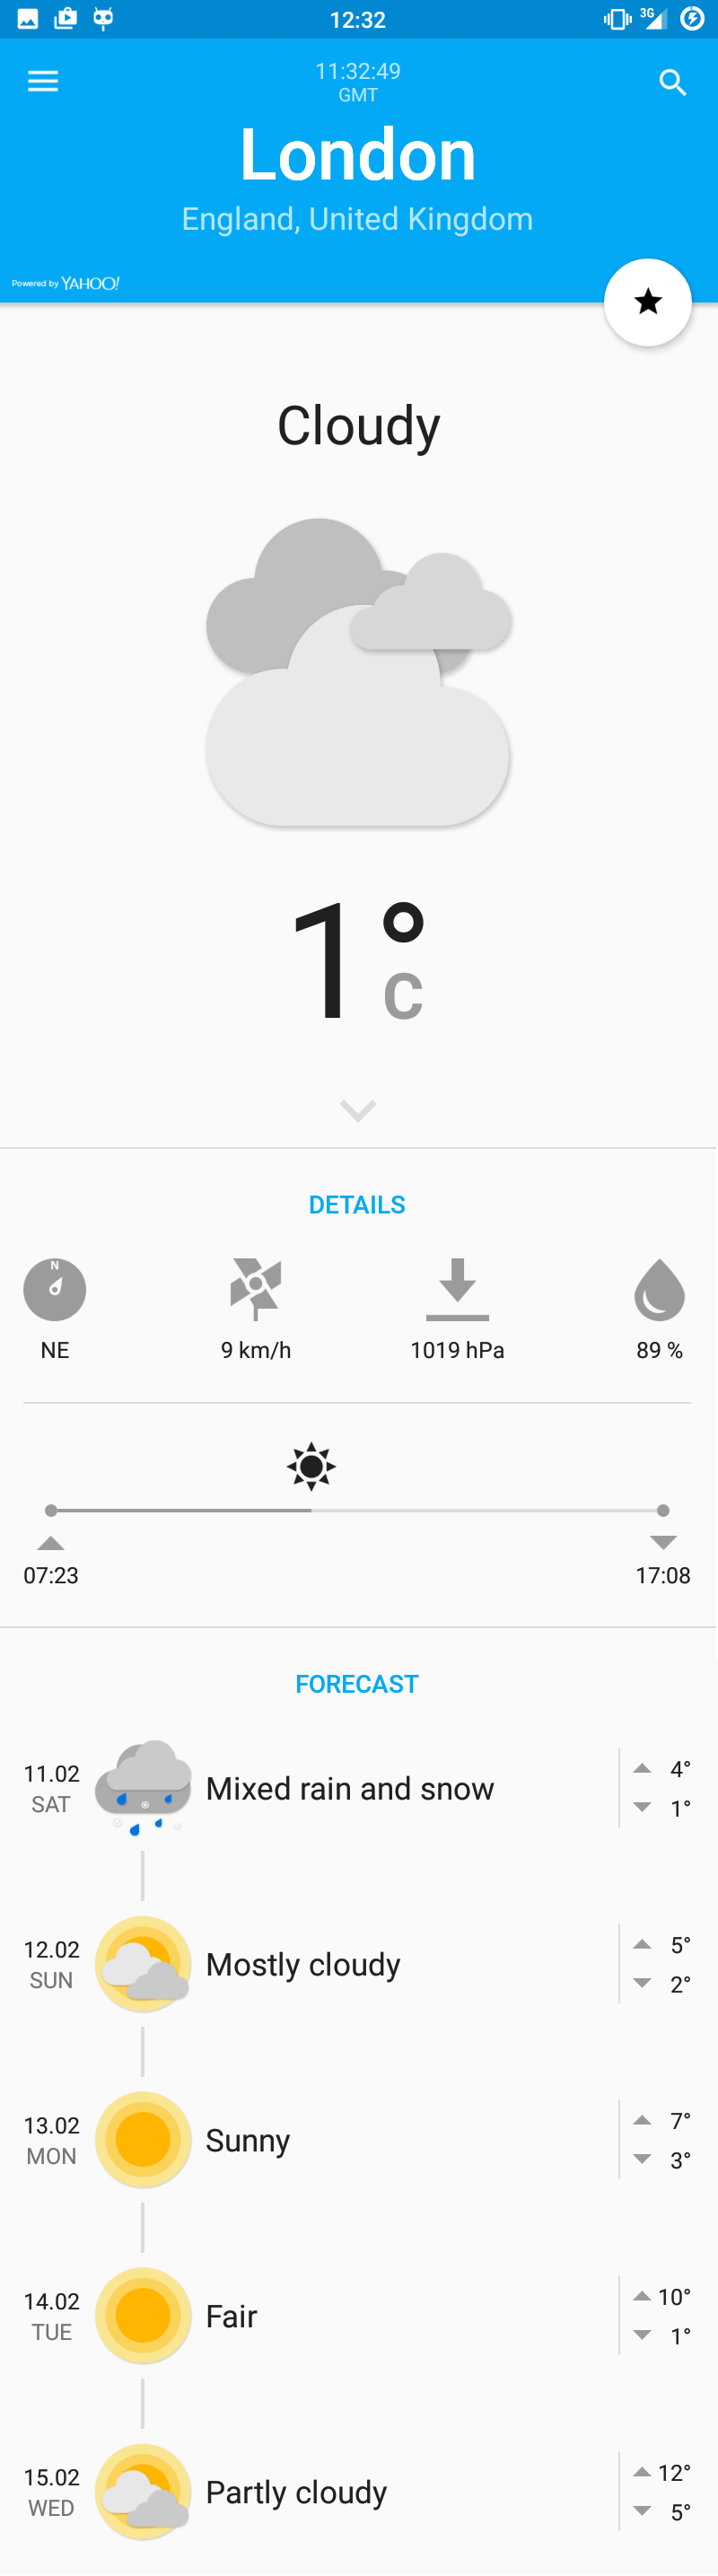 12:32
3G
11:32:49
GMT
London
England, United Kingdom
Powered by YAHOO!
Cloudy
1°
C
DETAILS
N
NE 9 km/h 1019 hPa 89 %
07:23 17:08
FORECAST
11.02
SAT
Mixed rain and snow
4°
1°
12.02
SUN
Mostly cloudy
5°
2°
13.02
MON
Sunny
7°
3°
14.02
TUE
Fair
10°
1°
15.02
WED
Partly cloudy
12°
5°